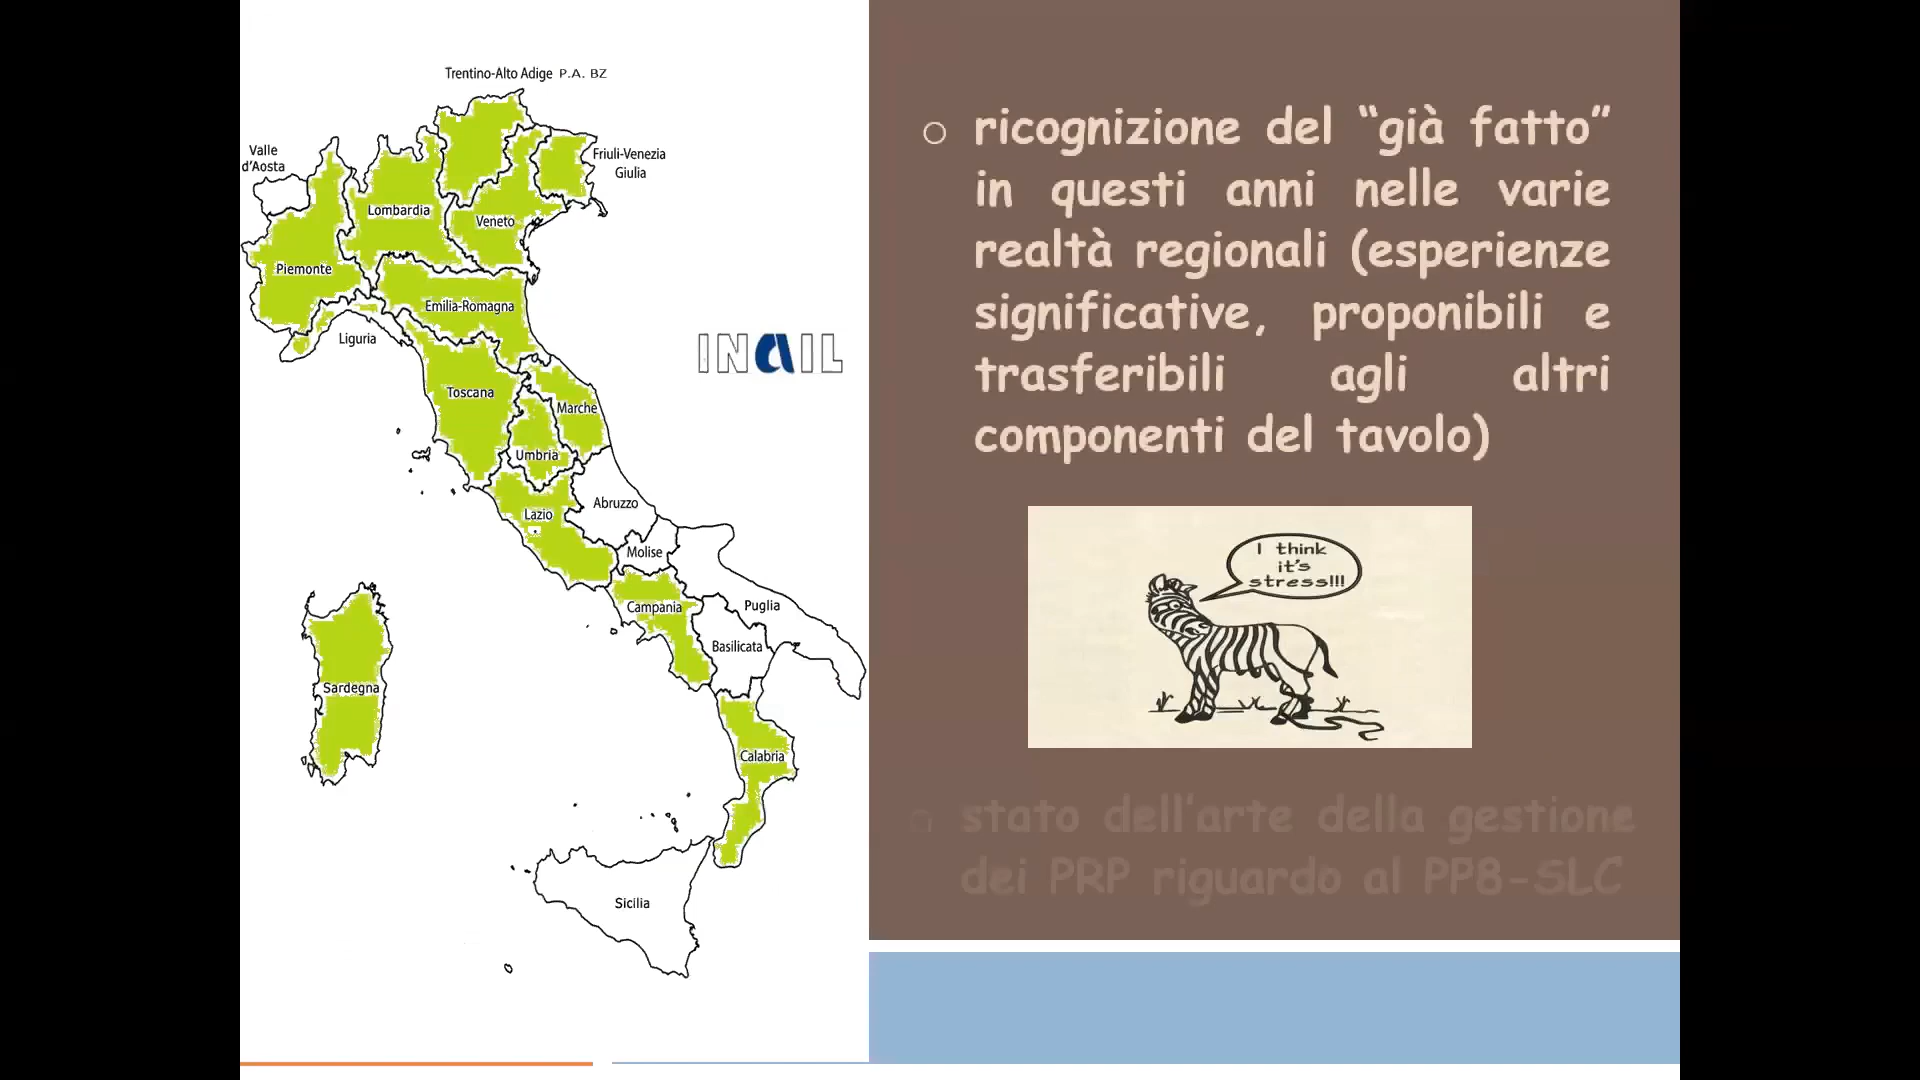 Trentino-Alto Adige P.A. BZ
Valle
d'Aosta
Friuli-Venezia
Giulia
Lombardia
Veneto
Piemonte
Emilia-Romagna
Liguria
INAIL
Toscana
Marche
Umbria
Abruzzo
Lazio
Molise
Campania
Puglia
Basilicata
Sardegna
Calabria
Sicilia
ricognizione del “già fatto”
in questi anni nelle varie
realtà regionali (esperienze
significative, proponibili e
trasferibili agli altri
componenti del tavolo)
I think
it's
stress!!!
stato dell'arte della gestione
dei PRP riguardo al PP8-SLC